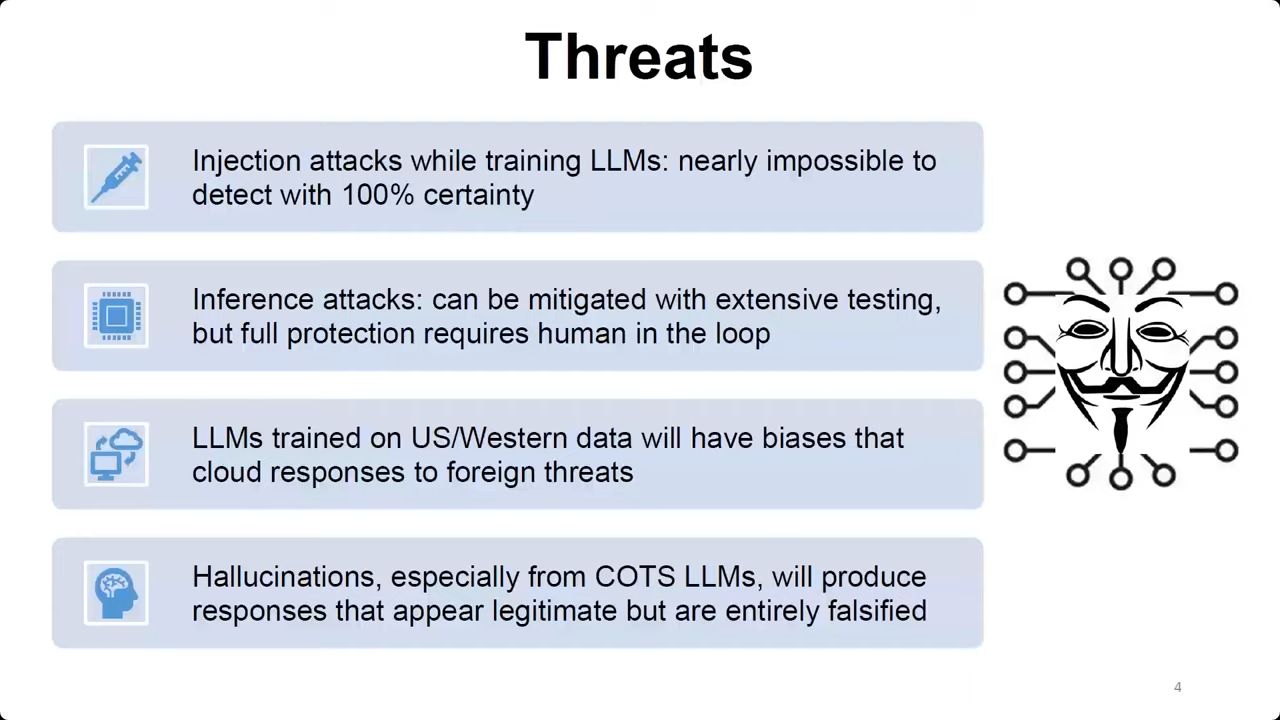 Threats
Injection attacks while training LLMs: nearly impossible to
detect with 100% certainty
Inference attacks: can be mitigated with extensive testing,
but full protection requires human in the loop
LLMs trained on US/Western data will have biases that
cloud responses to foreign threats
Hallucinations, especially from COTS LLMs, will produce
responses that appear legitimate but are entirely falsified
4